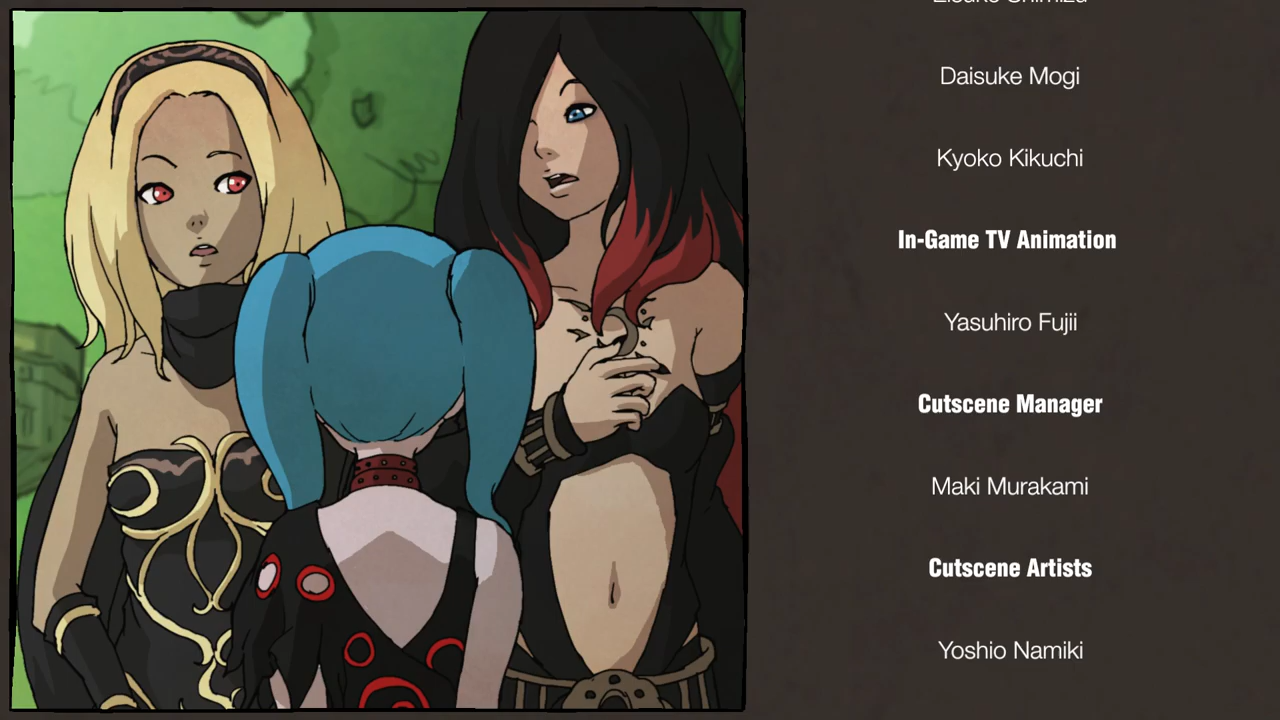 Daisuke Mogi
Kyoko Kikuchi
In-Game TV Animation
Yasuhiro Fujii
Cutscene Manager
Maki Murakami
Cutscene Artists
Yoshio Namiki